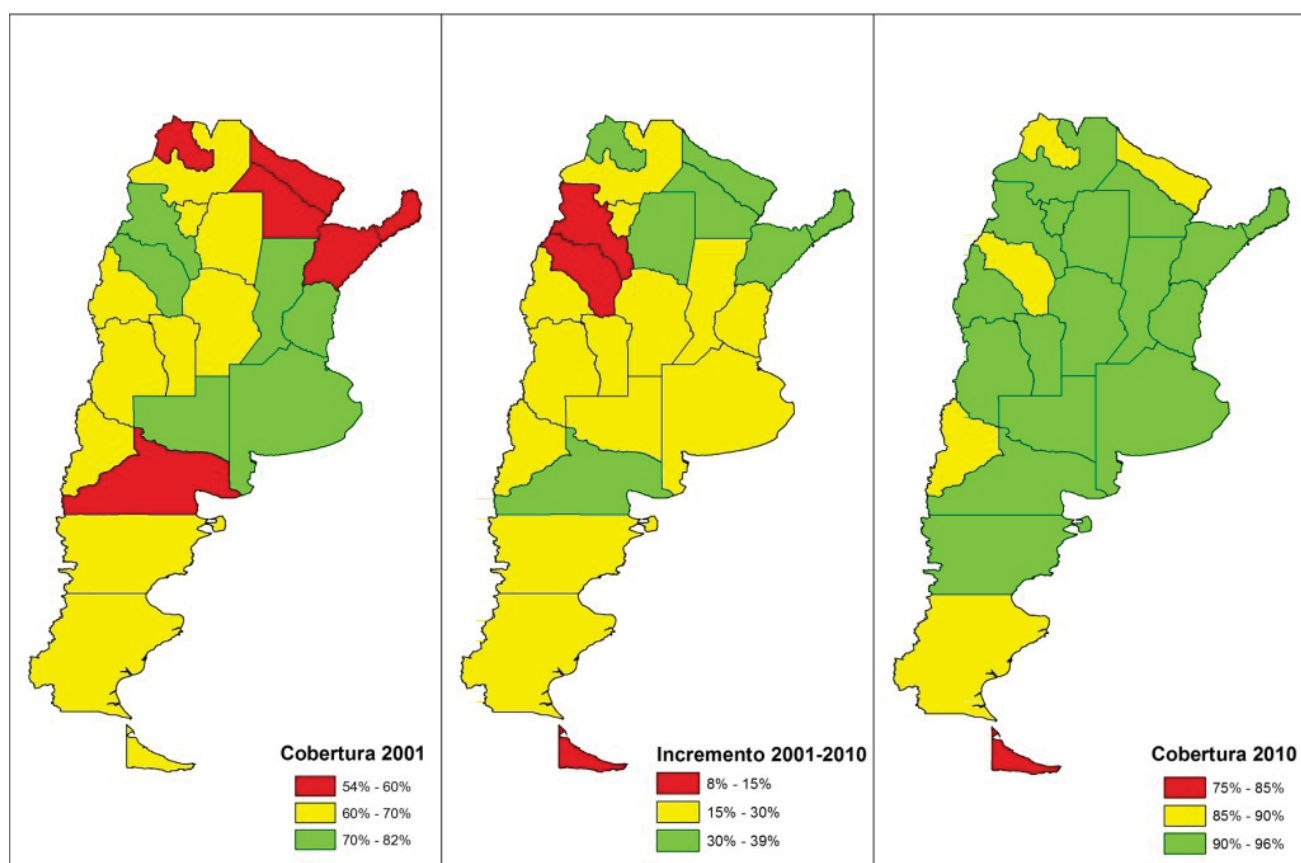 Cobertura 2001
54% - 60%
60% - 70%
70% - 82%
Incremento 2001-2010
8% - 15%
15% - 30%
30% - 39%
Cobertura 2010
75% - 85%
85% - 90%
90% - 96%